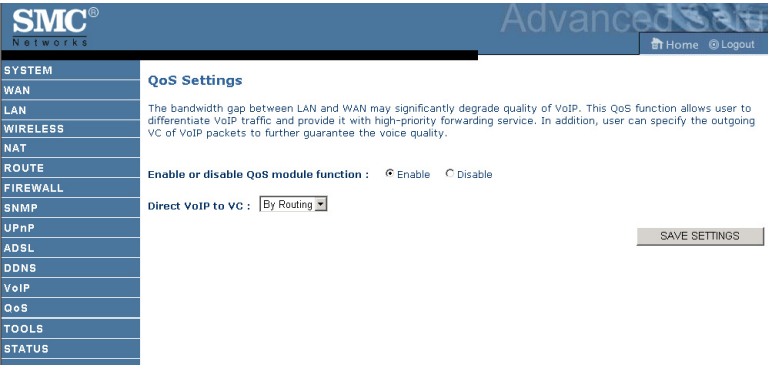 SMC®
Networks
Advanced Setu
Home Logout
SYSTEM
WAN
LAN
WIRELESS
NAT
ROUTE
FIREWALL
SNMP
UPnP
ADSL
DDNS
VoIP
QoS
TOOLS
STATUS
QoS Settings
The bandwidth gap between LAN and WAN may significantly degrade quality of VoIP. This QoS function allows user to
differentiate VoIP traffic and provide it with high-priority forwarding service. In addition, user can specify the outgoing
VC of VoIP packets to further guarantee the voice quality.
Enable or disable QoS module function : Enable Disable
Direct VoIP to VC : By Routing
SAVE SETTINGS